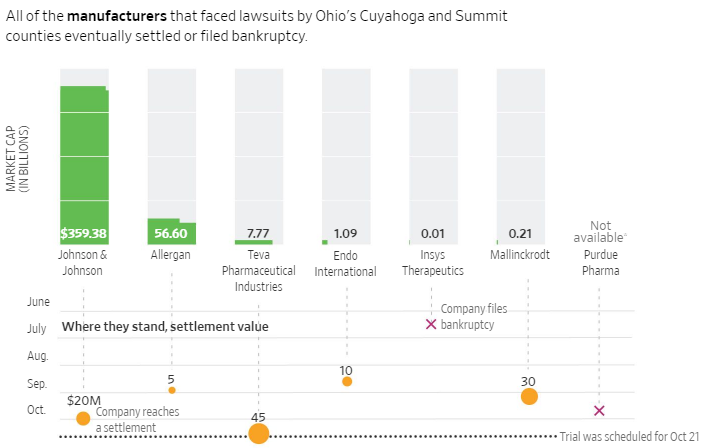 All of the manufacturers that faced lawsuits by Ohio's Cuyahoga and Summit
counties eventually settled or filed bankruptcy.
MARKET CAP
(IN BILLIONS)
$359.38
56.60
7.77
1.09
0.01
0.21
Not
available
Johnson &
Johnson
Allergan
Teva
Pharmaceutical
Industries
Endo
International
Insys
Therapeutics
Mallinckrodt
Purdue
Pharma
June
July
Aug.
Sep.
Oct.
Where they stand, settlement value
Company files
bankruptcy
5
10
30
$20M
Company reaches
a settlement
45
Trial was scheduled for Oct 21